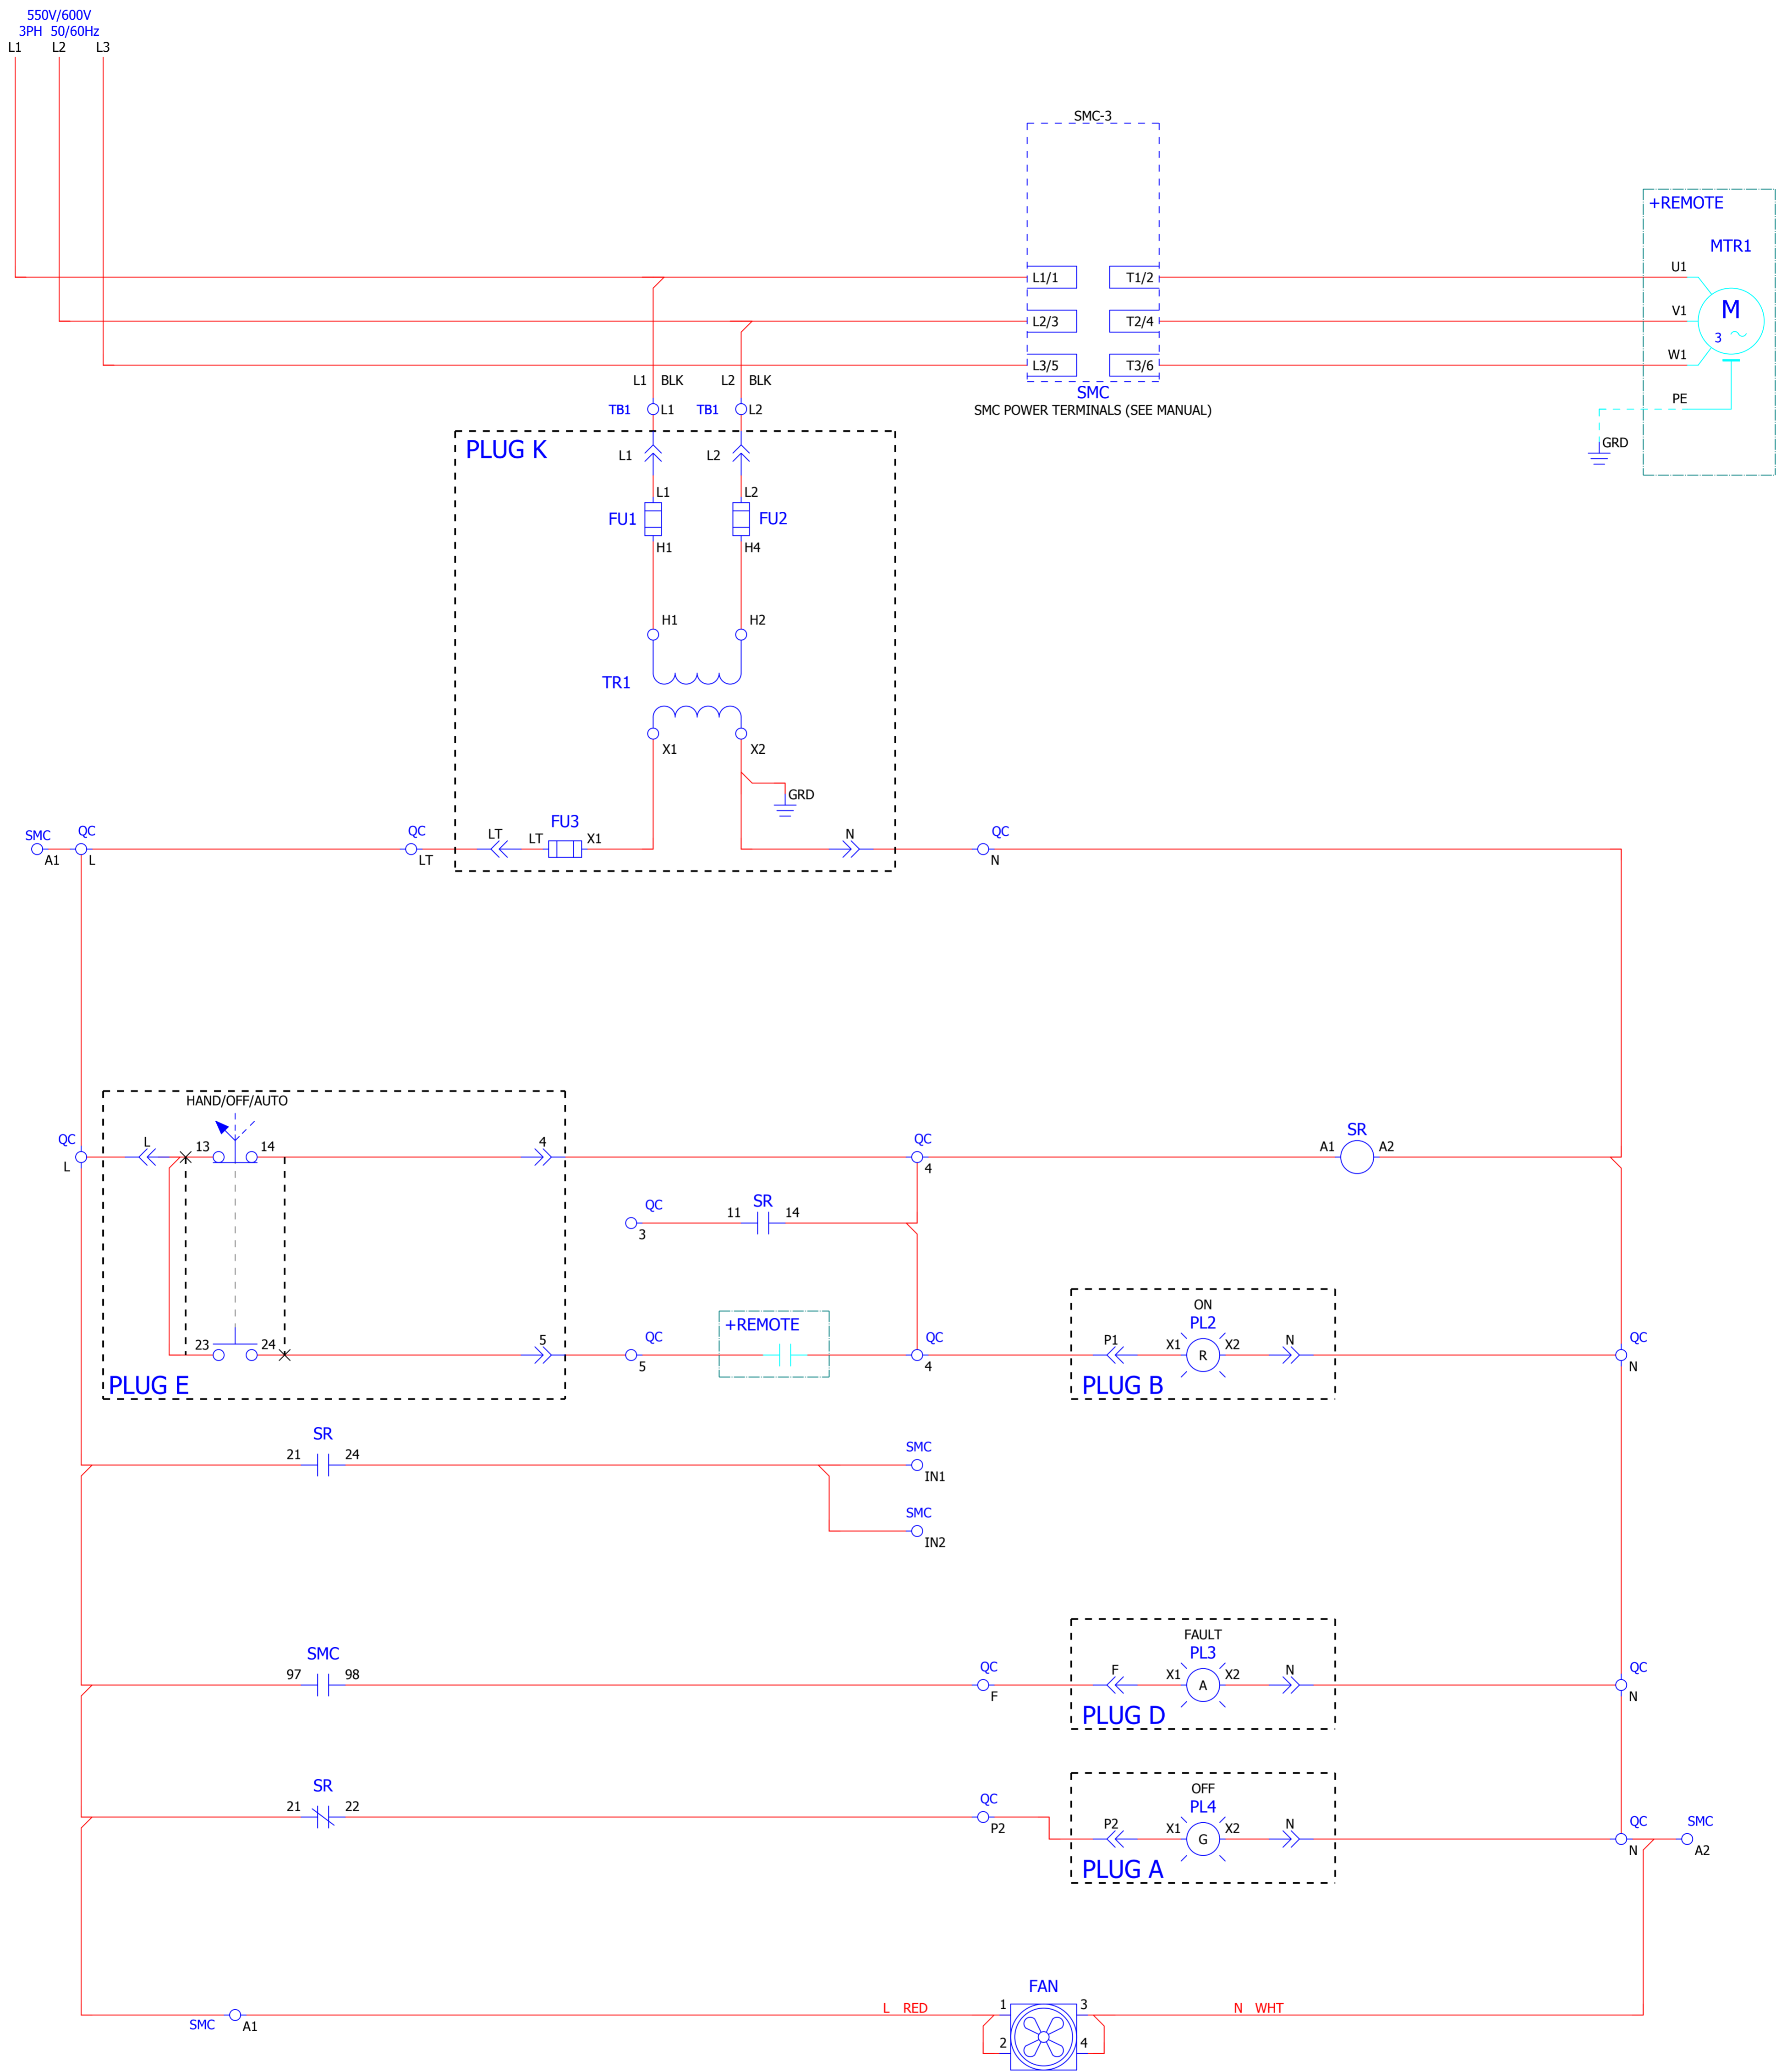 550V/600V
3PH 50/60Hz
L1 L2 L3
SMC-3
+REMOTE
MTR1
L1/1 T1/2 U1
L2/3 T2/4 V1 M
3
L3/5 T3/6 W1
SMC
SMC POWER TERMINALS (SEE MANUAL)
L1 BLK L2 BLK
TB1 L1 TB1 L2
PE
GRD
PLUG K
L1 L2
L1 L2
FU1 FU2
H1 H4
H1 H2
TR1
X1 X2
GRD
FU3
SMC QC QC LT LT X1 N QC
A1 L LT N
HAND/OFF/AUTO
QC L 13 14 4 QC SR
L 4 A1 A2
QC 11 SR 14
3
+REMOTE
ON
PL2
23 24 5 QC P1 X1 R X2 N QC
5 4 N
PLUG E PLUG B
SR
21 24 SMC
IN1
SMC
IN2
FAULT
SMC PL3
97 98 QC F X1 A X2 N QC
F N
PLUG D
SR OFF
21 22 QC PL4
P2 P2 X1 G X2 N QC SMC
N A2
PLUG A
FAN
L RED 1 3 N WHT
SMC A1
2 4